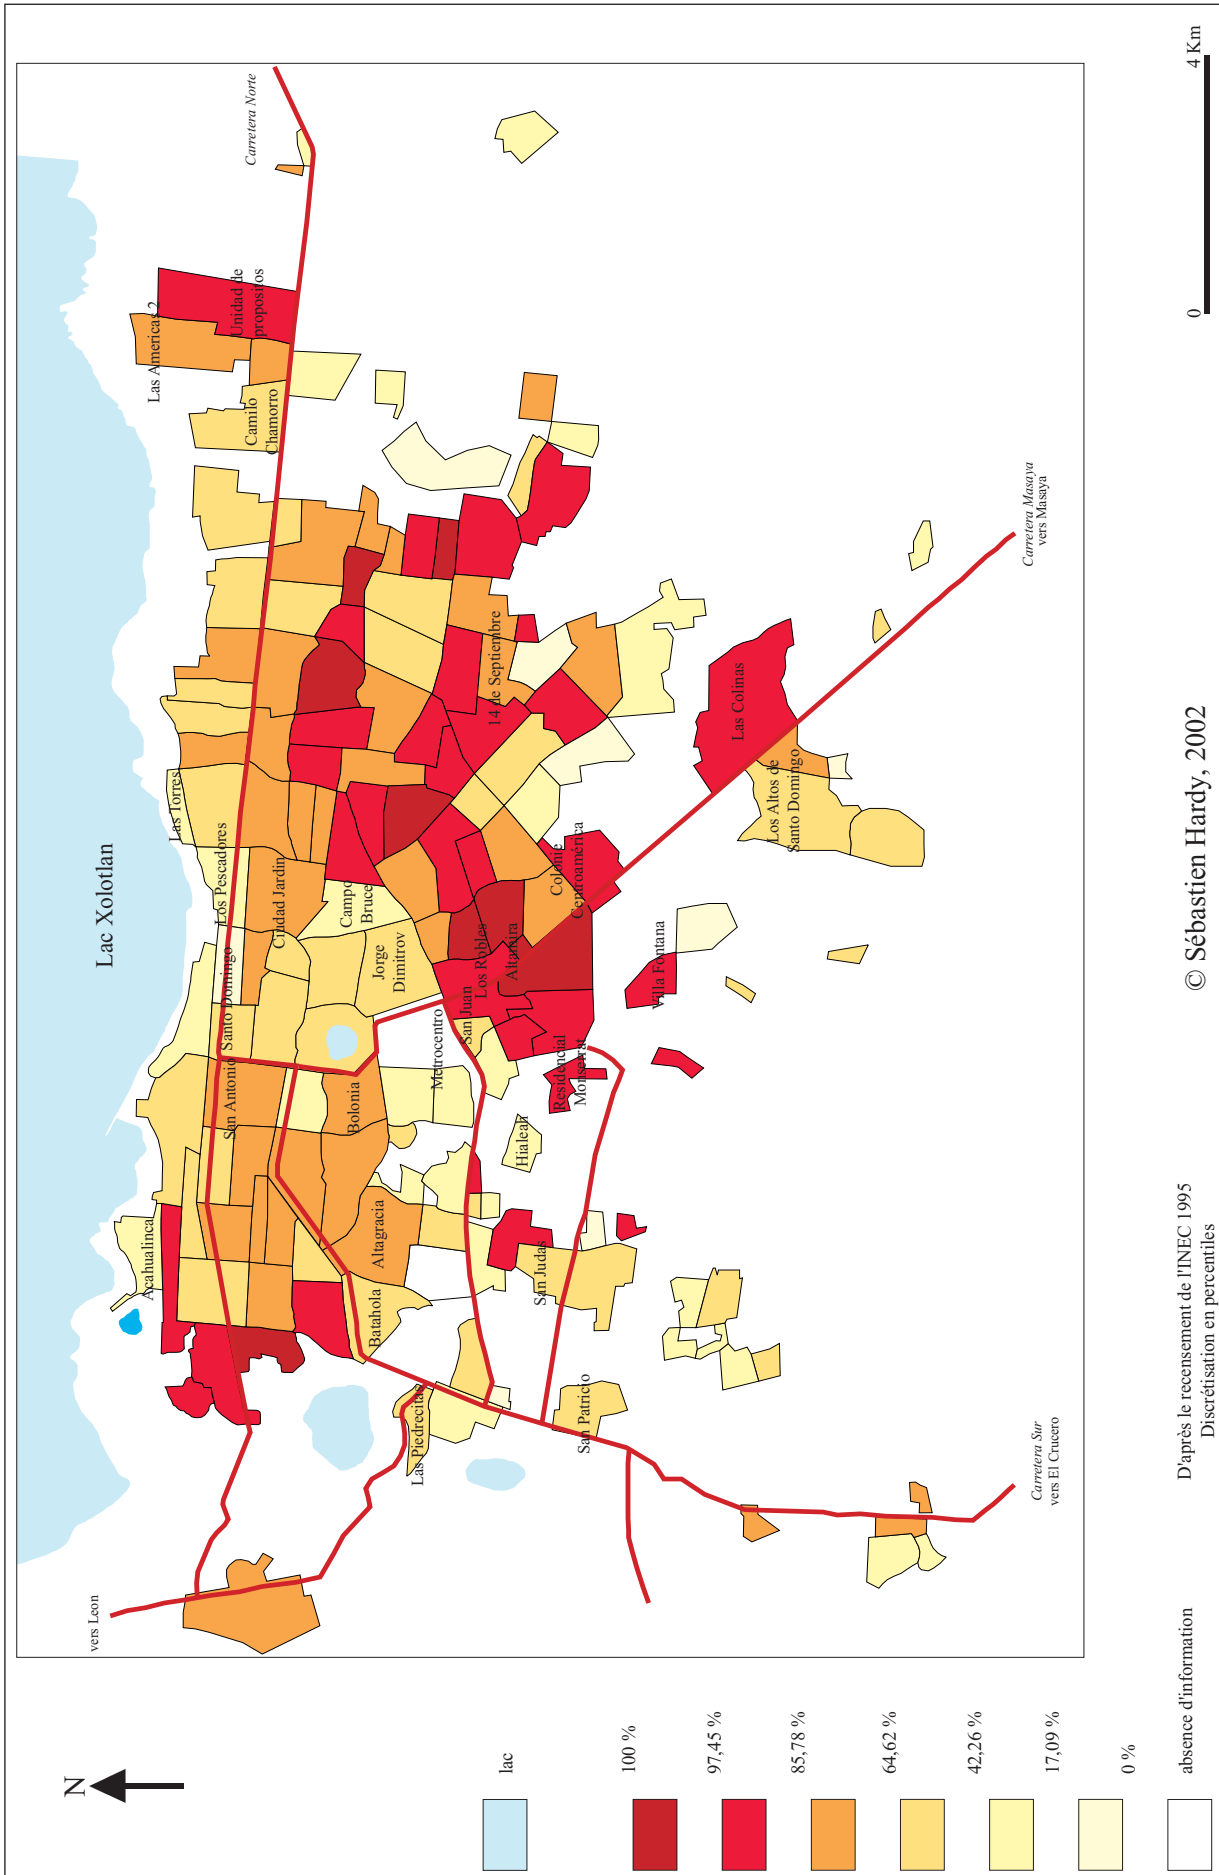 Lac Xolotlan
vers Leon
Carretera Norte
Las Americas 2
Unidad de
propositos
Camilo
Chamorro
Las Torres
Los Pescadores
Santo Domingo
San Antonio
Acahualinca
Ciudad Jardin
Campo
Bruce
Jorge
Dimitrov
Bolonia
Altagracia
Batahola
Las Piedrecitas
Metrocentro
San Juan
Los Robles
Altamira
14 de Septiembre
Colonie
Centroamérica
Hialeah
Residencial
Monserrat
San Judas
San Patricio
Villa Fontana
Las Colinas
Los Altos de
Santo Domingo
Carretera Masaya
vers Masaya
Carretera Sur
vers El Crucero
N
lac
100 %
97,45 %
85,78 %
64,62 %
42,26 %
17,09 %
0 %
absence d'information
D'après le recensement de l'INEC 1995
Discrétisation en percentiles
© Sébastien Hardy, 2002
0
4 Km